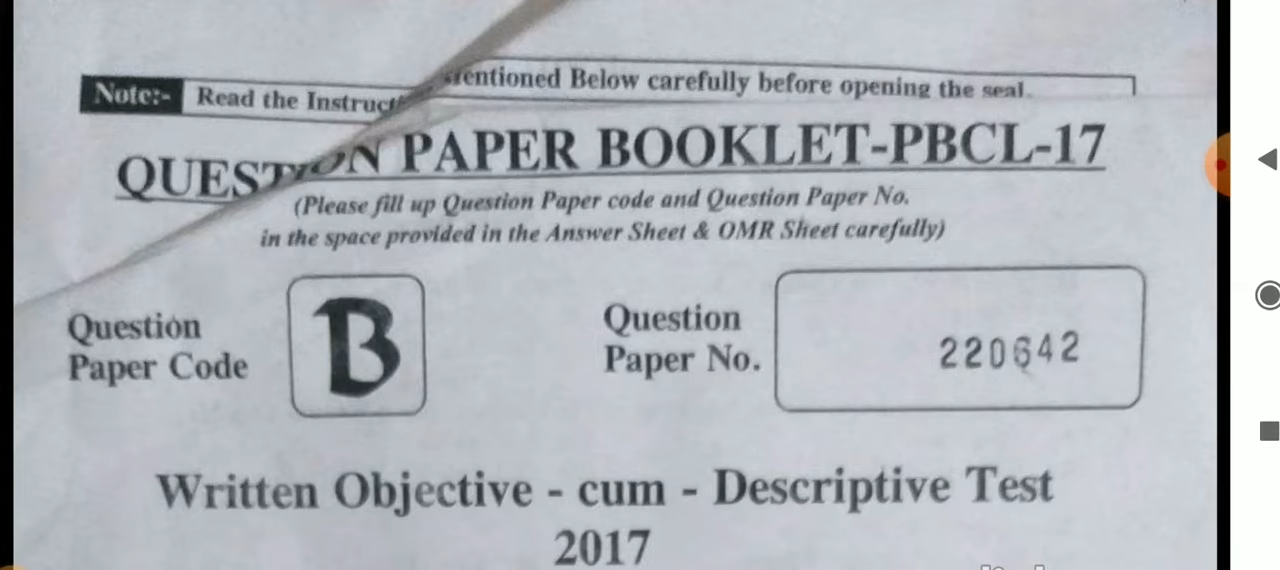 Note:- Read the Instruct mentioned Below carefully before opening the seal.
QUESTION PAPER BOOKLET-PBCL-17
(Please fill up Question Paper code and Question Paper No.
in the space provided in the Answer Sheet & OMR Sheet carefully)
Question
Paper Code
B
Question
Paper No.
220642
Written Objective - cum - Descriptive Test
2017